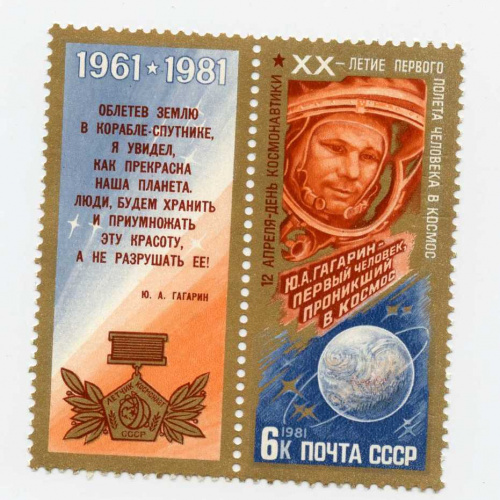 1961★1981
ОБЛЕТЕВ ЗЕМЛЮ
В КОРАБЛЕ-СПУТНИКЕ,
Я УВИДЕЛ,
КАК ПРЕКРАСНА
НАША ПЛАНЕТА.
ЛЮДИ, БУДЕМ ХРАНИТЬ
И ПРИУМНОЖАТЬ
ЭТУ КРАСОТУ,
А НЕ РАЗРУШАТЬ ЕЕ!
Ю. А. ГАГАРИН
ЛЕТЧИК КОСМОНАВТ
СССР
12 АПРЕЛЯ-ДЕНЬ КОСМОНАВТИКИ
★ XX-ЛЕТИЕ ПЕРВОГО
ПОЛЕТА ЧЕЛОВЕКА В КОСМОС
Ю.А.ГАГАРИН-
ПЕРВЫЙ ЧЕЛОВЕК,
ПРОНИКШИЙ
В КОСМОС
1981
6К ПОЧТА СССР